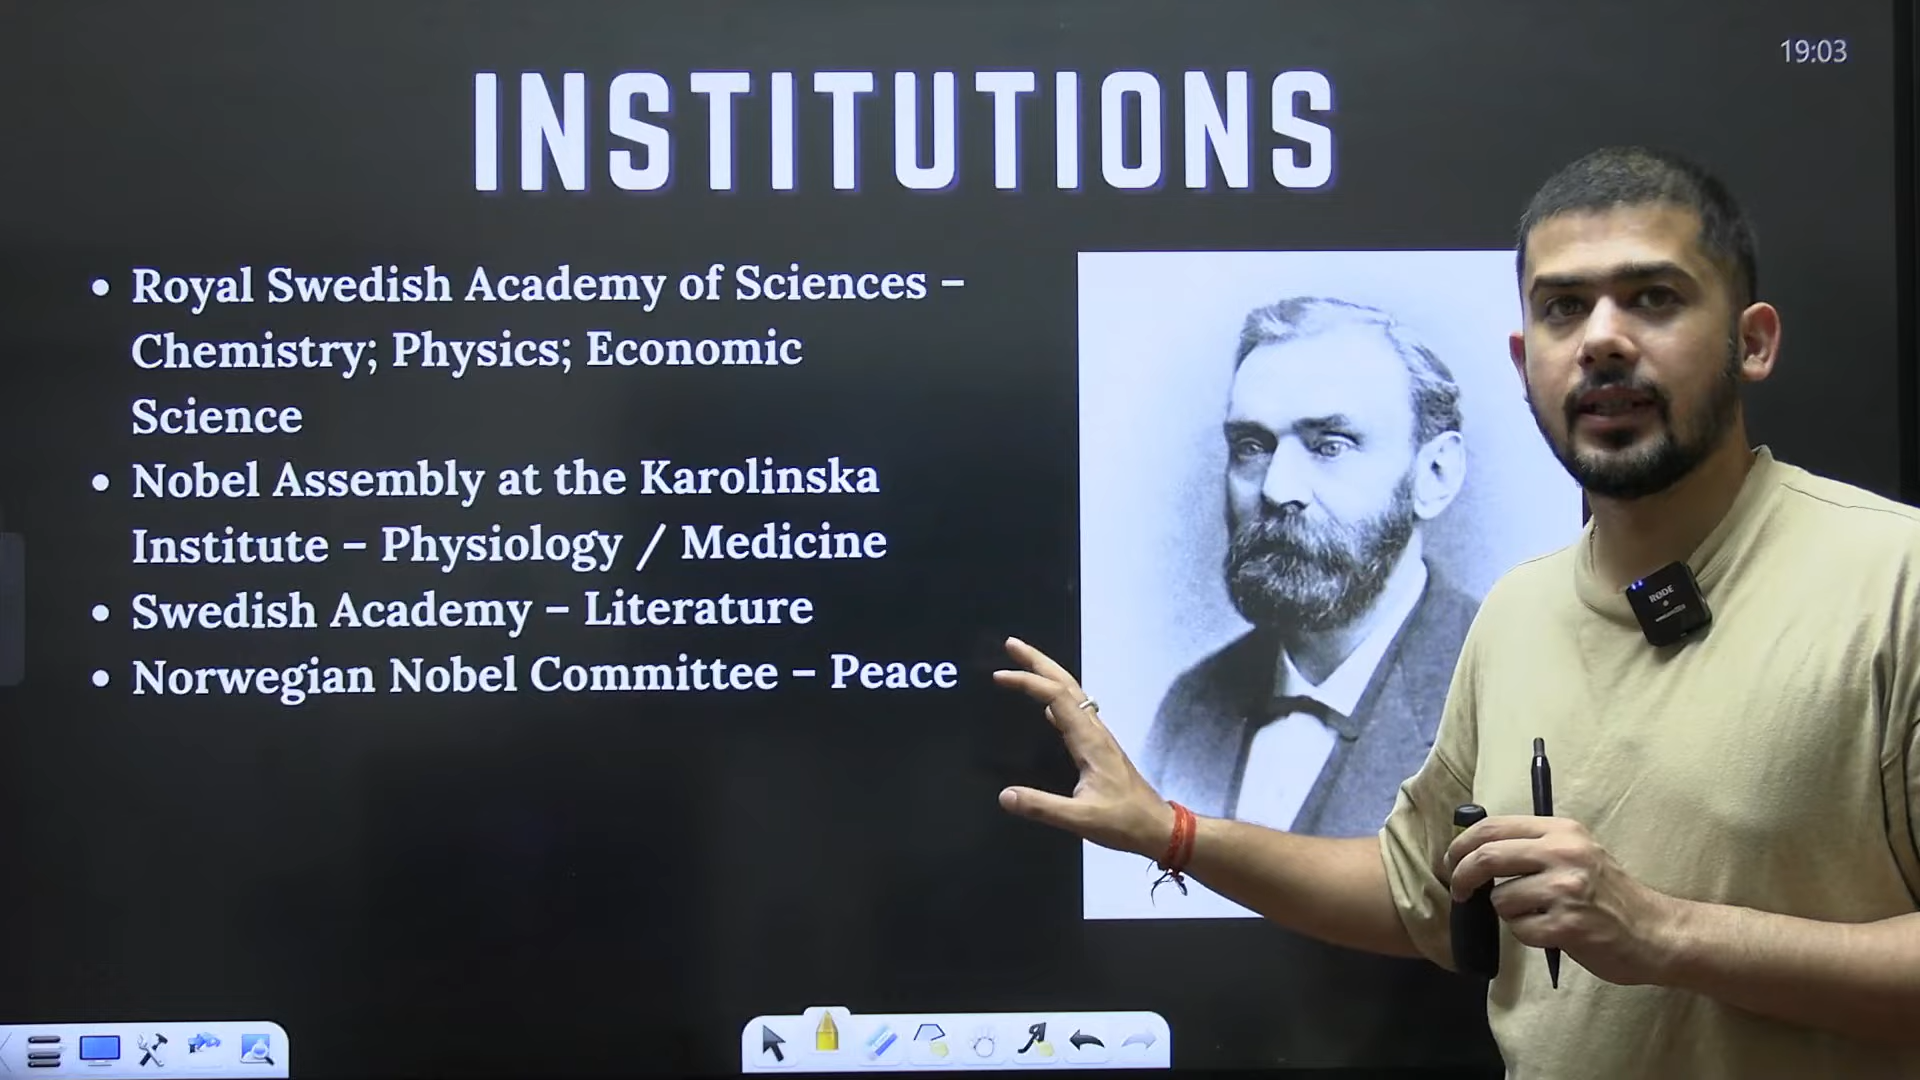 19:03
INSTITUTIONS
• Royal Swedish Academy of Sciences –
Chemistry; Physics; Economic
Science
• Nobel Assembly at the Karolinska
Institute – Physiology / Medicine
• Swedish Academy – Literature
• Norwegian Nobel Committee – Peace
RØDE